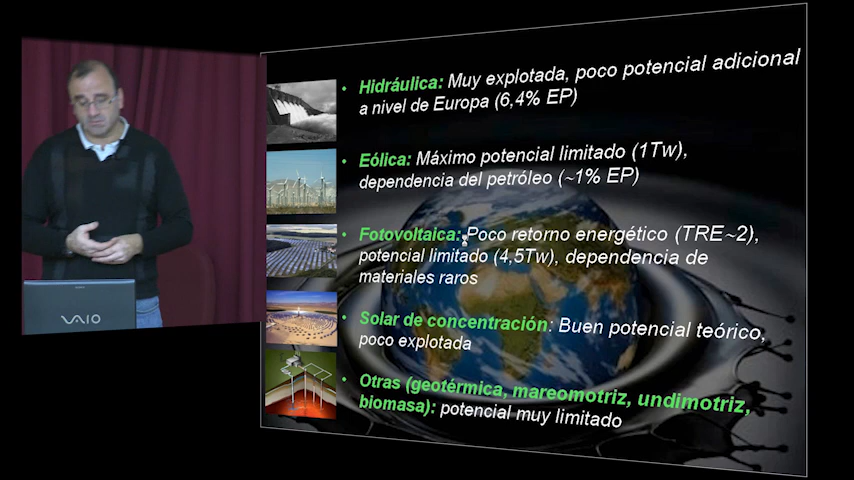 Hidráulica: Muy explotada, poco potencial adicional
a nivel de Europa (6,4% EP)
Eólica: Máximo potencial limitado (1Tw),
dependencia del petróleo (~1% EP)
Fotovoltaica: Poco retorno energético (TRE~2),
potencial limitado (4,5Tw), dependencia de
materiales raros
Solar de concentración: Buen potencial teórico,
poco explotada
Otras (geotérmica, mareomotriz, undimotriz,
biomasa): potencial muy limitado
VAIO